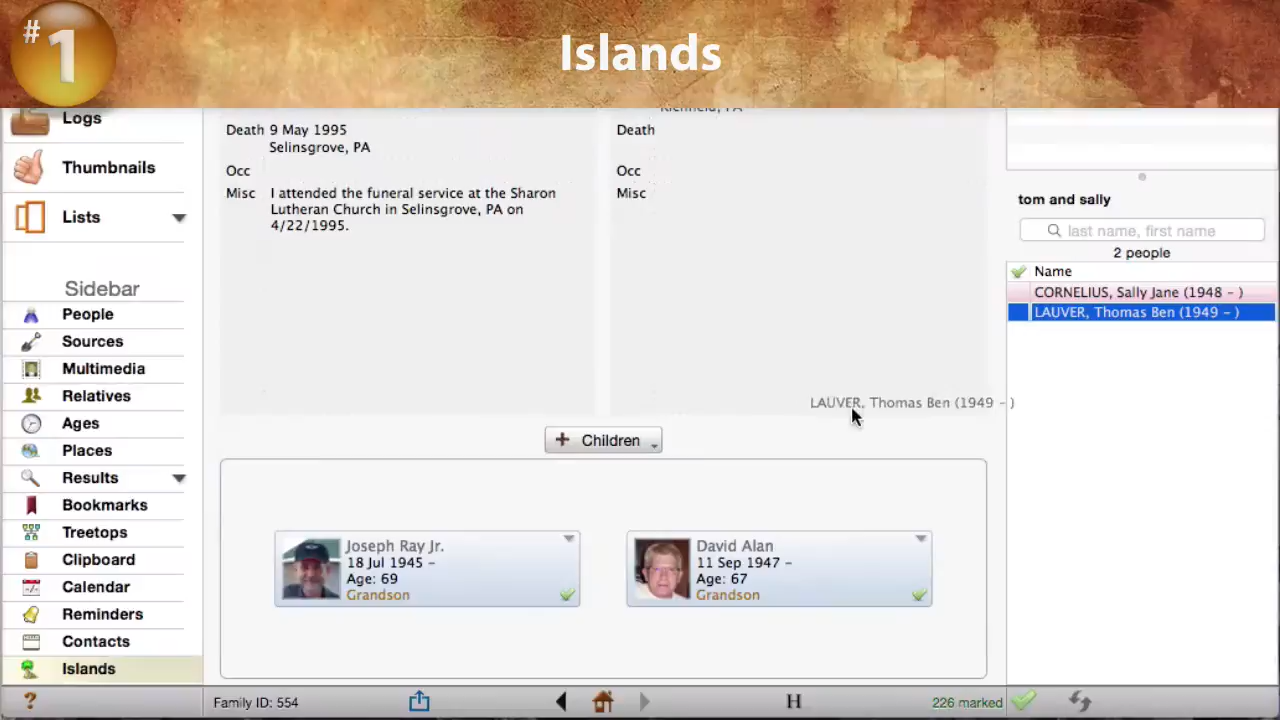 #1
Islands
Logs
Thumbnails
Lists
Sidebar
People
Sources
Multimedia
Relatives
Ages
Places
Results
Bookmarks
Treetops
Clipboard
Calendar
Reminders
Contacts
Islands
?
Death 9 May 1995
Selinsgrove, PA
Occ
Misc I attended the funeral service at the Sharon
Lutheran Church in Selinsgrove, PA on
4/22/1995.
Richfield, PA
Death
Occ
Misc
LAUVER, Thomas Ben (1949 – )
+ Children
Joseph Ray Jr.
18 Jul 1945 –
Age: 69
Grandson
David Alan
11 Sep 1947 –
Age: 67
Grandson
tom and sally
last name, first name
2 people
Name
CORNELIUS, Sally Jane (1948 – )
LAUVER, Thomas Ben (1949 – )
Family ID: 554
H
226 marked